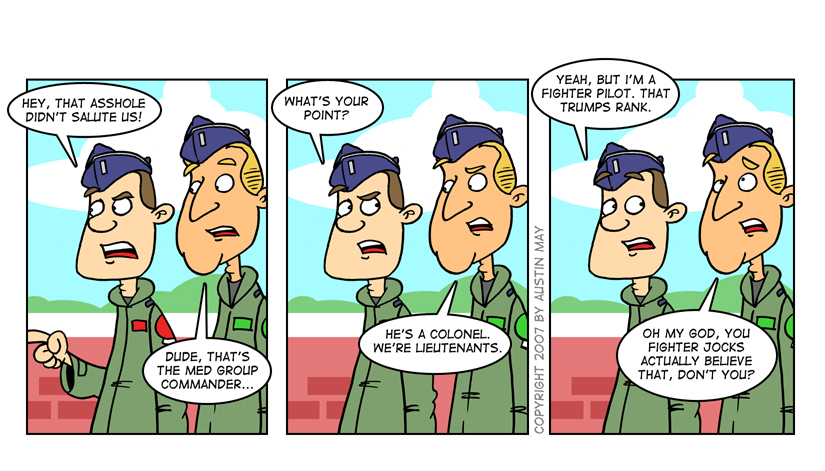 HEY, THAT ASSHOLE
DIDN'T SALUTE US!
DUDE, THAT'S
THE MED GROUP
COMMANDER...
WHAT'S YOUR
POINT?
HE'S A COLONEL.
WE'RE LIEUTENANTS.
COPYRIGHT 2007 BY AUSTIN MAY
YEAH, BUT I'M A
FIGHTER PILOT. THAT
TRUMPS RANK.
OH MY GOD, YOU
FIGHTER JOCKS
ACTUALLY BELIEVE
THAT, DON'T YOU?